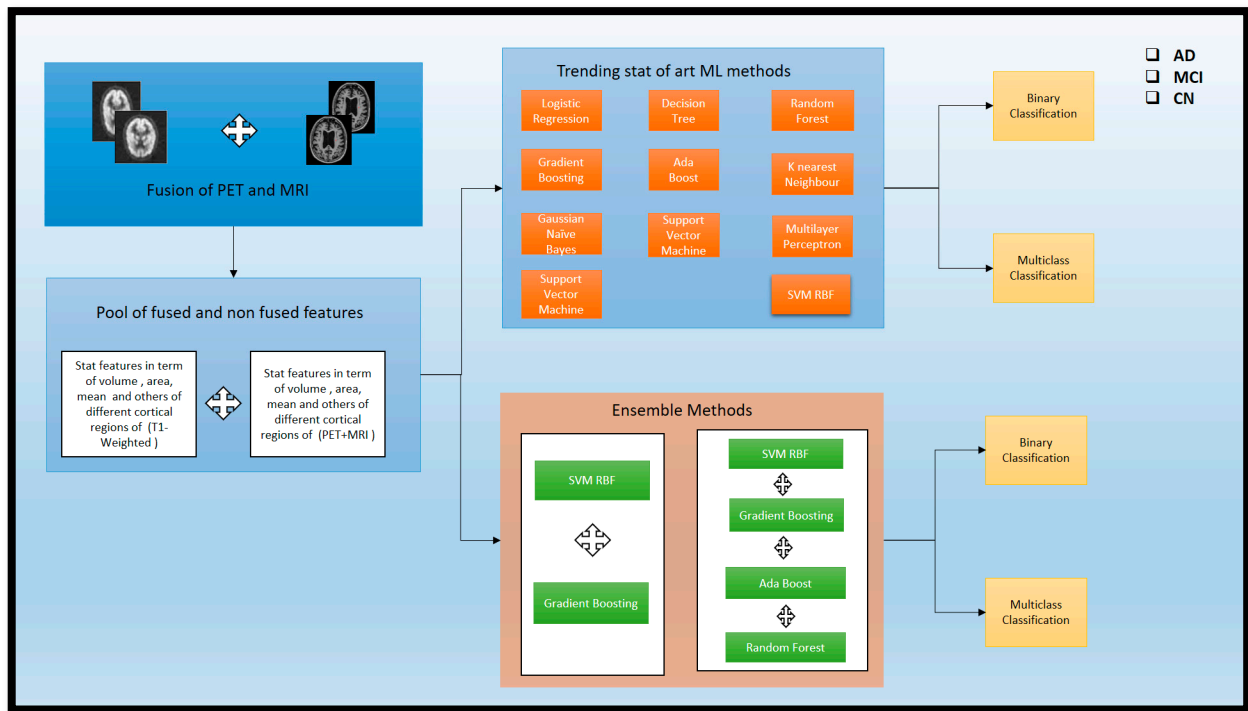 Fusion of PET and MRI
Pool of fused and non fused features
Stat features in term
of volume , area,
mean and others of
different cortical
regions of (T1-
Weighted )
Stat features in term
of volume , area,
mean and others of
different cortical
regions of (PET+MRI )
Trending stat of art ML methods
Logistic
Regression
Decision
Tree
Random
Forest
Gradient
Boosting
Ada
Boost
K nearest
Neighbour
Gaussian
Naïve
Bayes
Support
Vector
Machine
Multilayer
Perceptron
Support
Vector
Machine
SVM RBF
Ensemble Methods
SVM RBF
Gradient Boosting
SVM RBF
Gradient Boosting
Ada Boost
Random Forest
Binary
Classification
Multiclass
Classification
Binary
Classification
Multiclass
Classification
❑ AD
❑ MCI
❑ CN